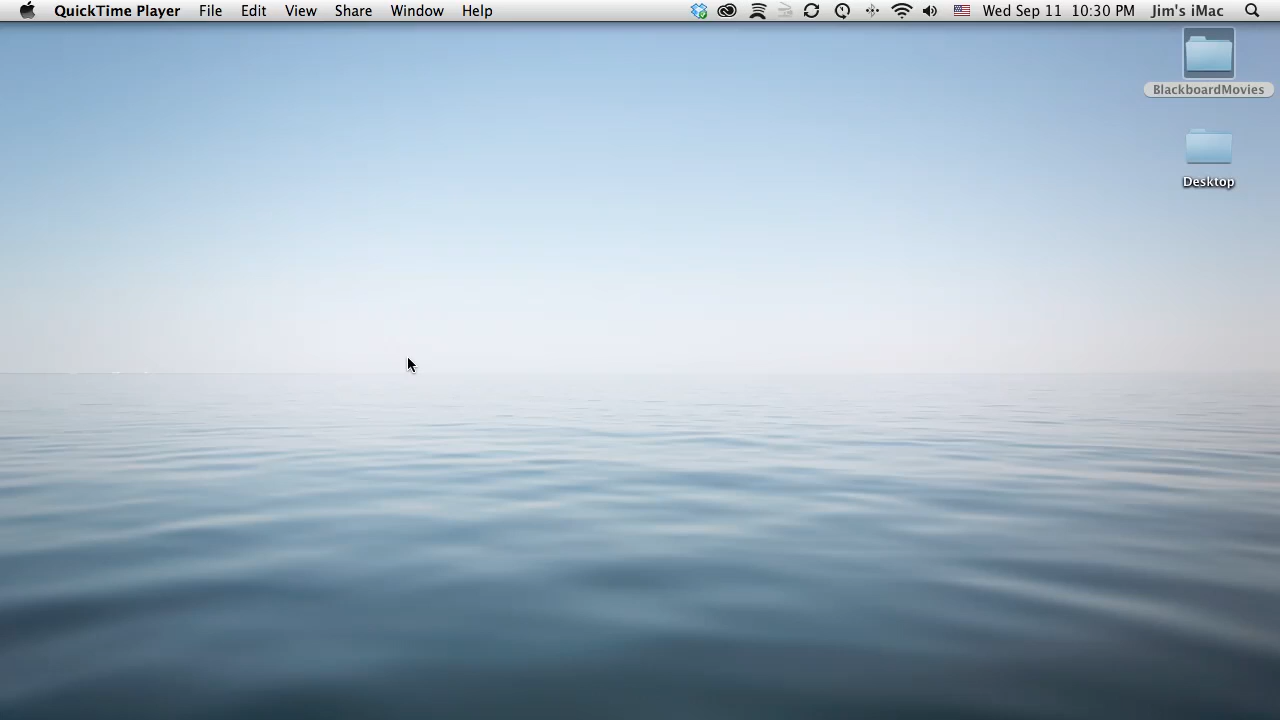 QuickTime Player File Edit View Share Window Help Wed Sep 11 10:30 PM Jim's iMac
BlackboardMovies
Desktop